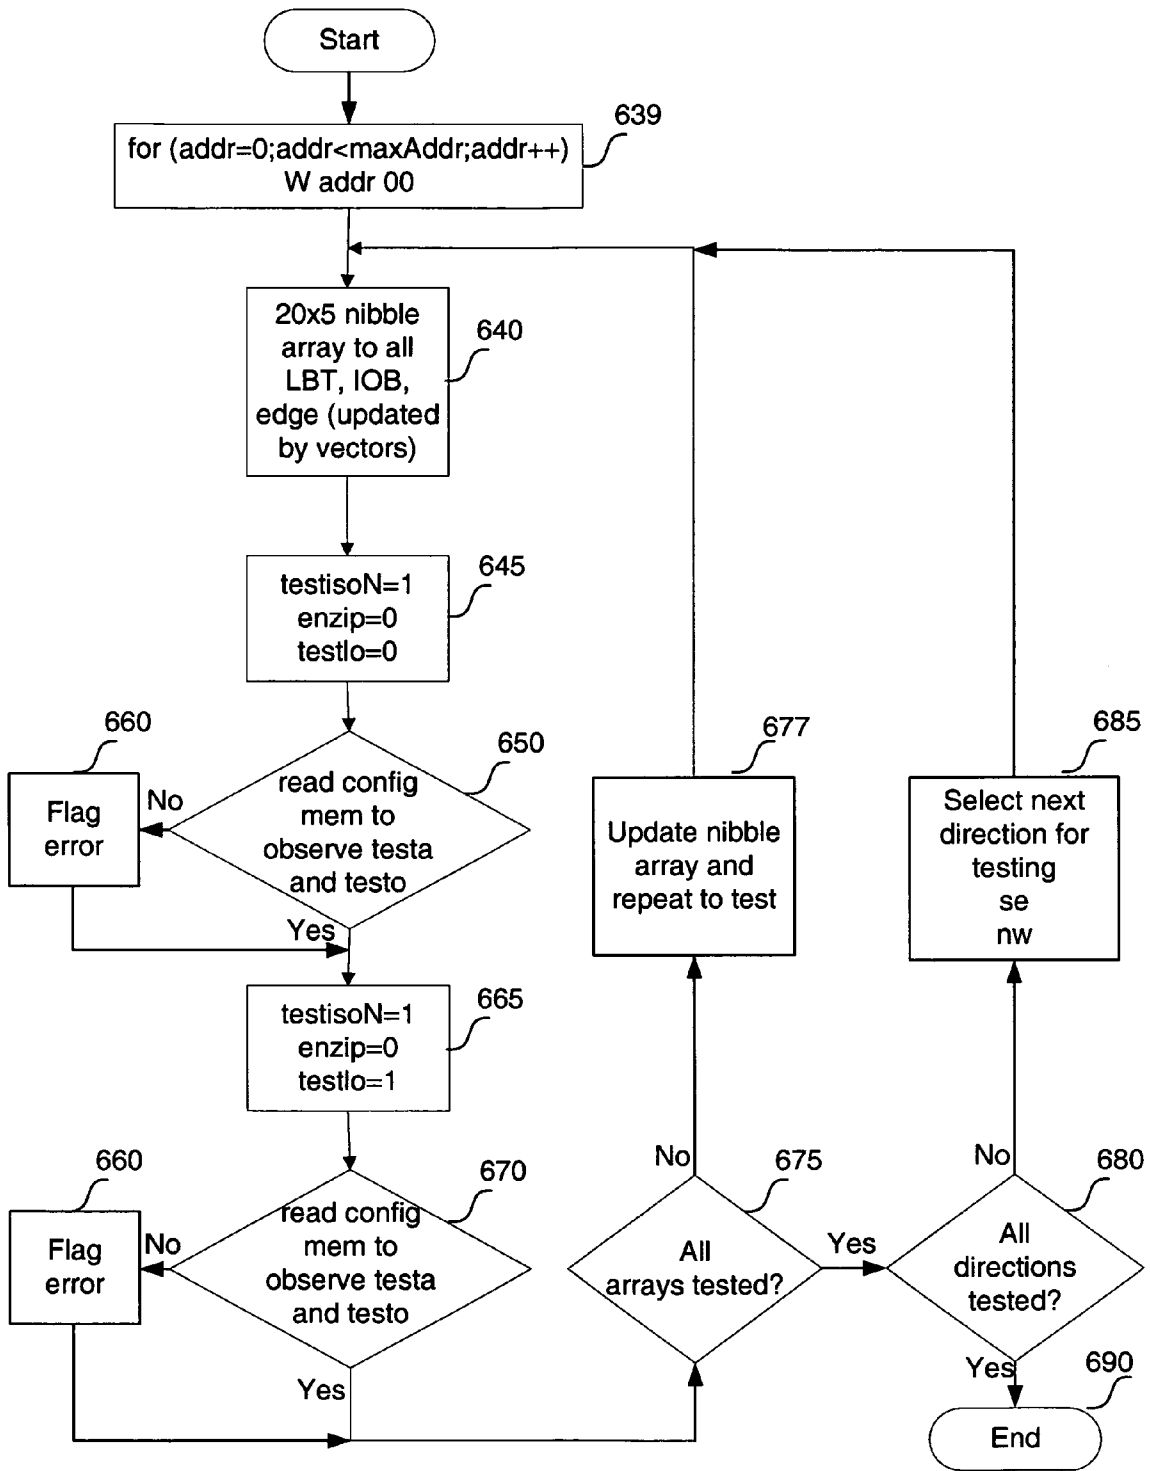 Start
639
for (addr=0;addr<maxAddr;addr++)
W addr 00
20x5 nibble
array to all
LBT, IOB,
edge (updated
by vectors)
640
testisoN=1
enzip=0
testlo=0
645
660
Flag
error
No
read config
mem to
observe testa
and testo
650
Yes
testisoN=1
enzip=0
testlo=1
665
660
Flag
error
No
read config
mem to
observe testa
and testo
670
Yes
677
Update nibble
array and
repeat to test
No
675
All
arrays tested?
Yes
685
Select next
direction for
testing
se
nw
No
680
All
directions
tested?
Yes
690
End